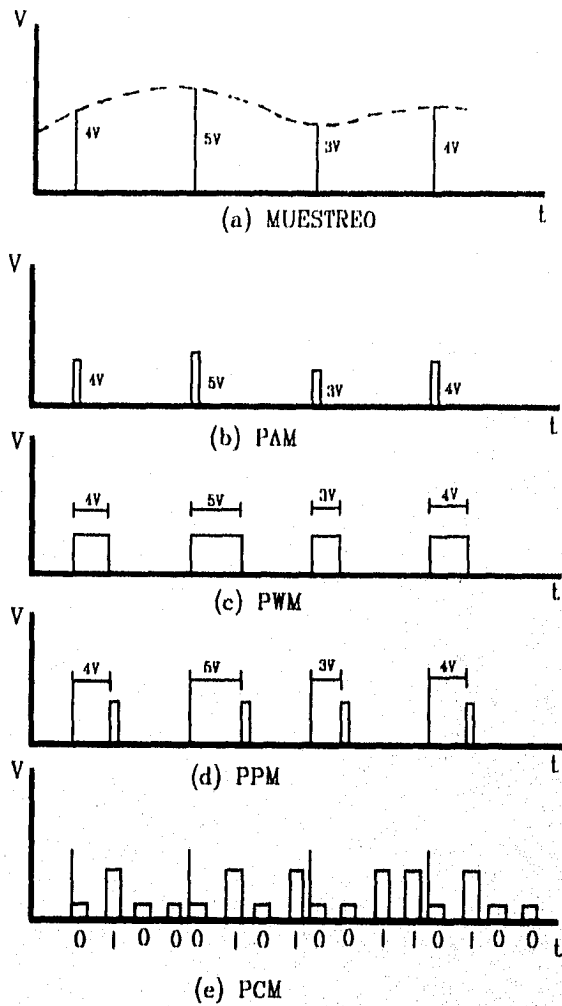 V
4V 5V 3V 4V
t
(a) MUESTREO
V
4V 5V 3V 4V
t
(b) PAM
V
4V 5V 3V 4V
t
(c) PWM
V
4V 5V 3V 4V
t
(d) PPM
V
0 1 0 0 0 1 0 1 0 0 1 1 0 1 0 0
t
(e) PCM